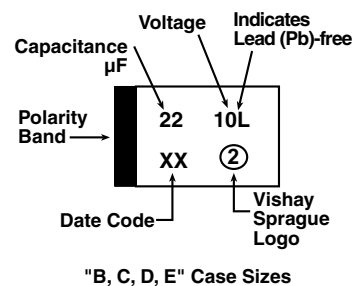 Voltage
Indicates
Lead (Pb)-free
Capacitance
µF
Polarity
Band
22 10L
XX 2
Date Code
Vishay
Sprague
Logo
"B, C, D, E" Case Sizes